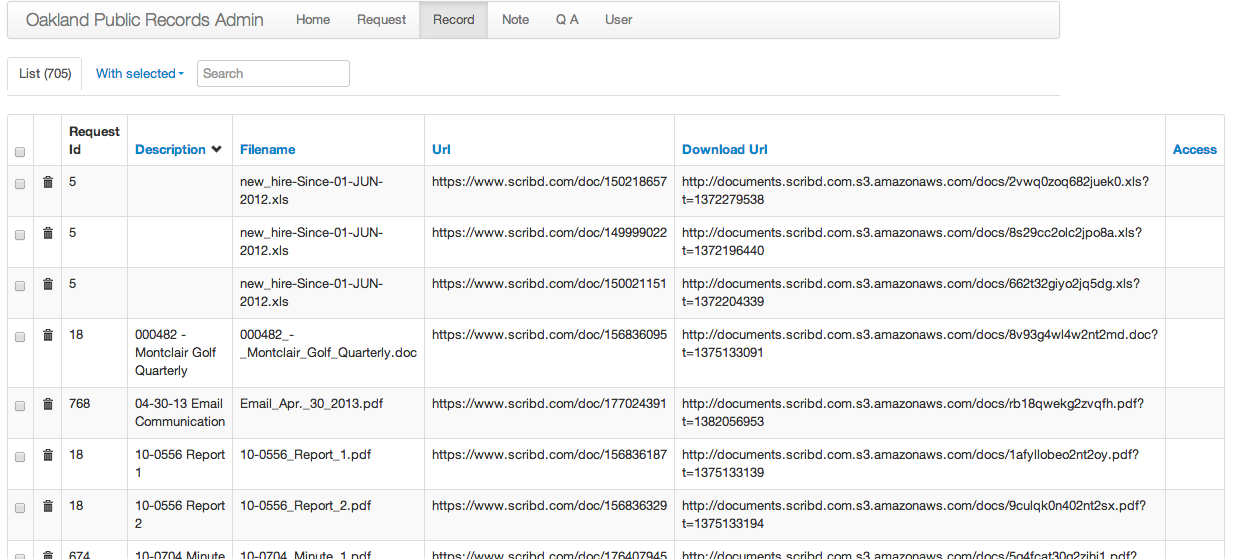 Oakland Public Records Admin Home Request Record Note Q A User
List (705) With selected Search
Request
Id Description Filename Url Download Url Access
5 new_hire-Since-01-JUN- https://www.scribd.com/doc/150218657 http://documents.scribd.com.s3.amazonaws.com/docs/2vwq0zoq682juek0.xls?
2012.xls t=1372279538
5 new_hire-Since-01-JUN- https://www.scribd.com/doc/149999022 http://documents.scribd.com.s3.amazonaws.com/docs/8s29cc2olc2jpo8a.xls?
2012.xls t=1372196440
5 new_hire-Since-01-JUN- https://www.scribd.com/doc/150021151 http://documents.scribd.com.s3.amazonaws.com/docs/662t32giyo2jq5dg.xls?
2012.xls t=1372204339
18 000482 - 000482_- https://www.scribd.com/doc/156836095 http://documents.scribd.com.s3.amazonaws.com/docs/8v93g4wl4w2nt2md.doc?
Montclair Golf _Montclair_Golf_Quarterly.doc t=1375133091
Quarterly
768 04-30-13 Email Email_Apr._30_2013.pdf https://www.scribd.com/doc/177024391 http://documents.scribd.com.s3.amazonaws.com/docs/rb18qwekg2zvqfh.pdf?
Communication t=1382056953
18 10-0556 Report 10-0556_Report_1.pdf https://www.scribd.com/doc/156836187 http://documents.scribd.com.s3.amazonaws.com/docs/1afyllobeo2nt2oy.pdf?
1 t=1375133139
18 10-0556 Report 10-0556_Report_2.pdf https://www.scribd.com/doc/156836329 http://documents.scribd.com.s3.amazonaws.com/docs/9culqk0n402nt2sx.pdf?
2 t=1375133194
674 10-0704 Minute 10-0704_Minute_1.pdf https://www.scribd.com/doc/176407945